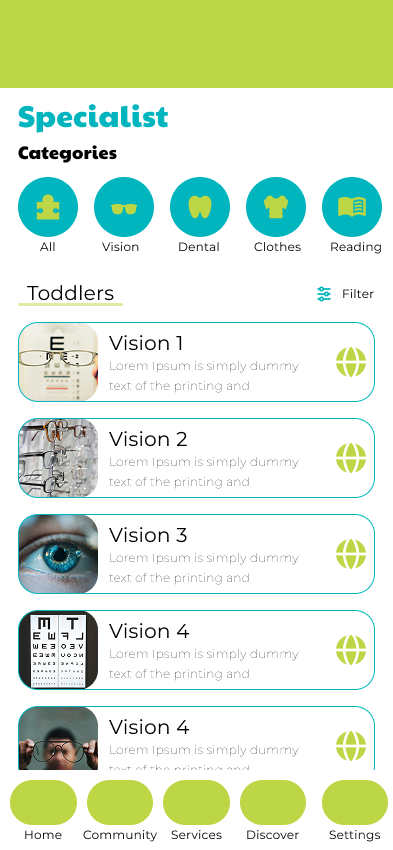 Specialist
Categories
All
Vision
Dental
Clothes
Reading
Toddlers
Filter
Vision 1
Lorem Ipsum is simply dummy
text of the printing and
Vision 2
Lorem Ipsum is simply dummy
text of the printing and
Vision 3
Lorem Ipsum is simply dummy
text of the printing and
Vision 4
Lorem Ipsum is simply dummy
text of the printing and
Vision 4
Lorem Ipsum is simply dummy
text of the printing and
Home
Community
Services
Discover
Settings